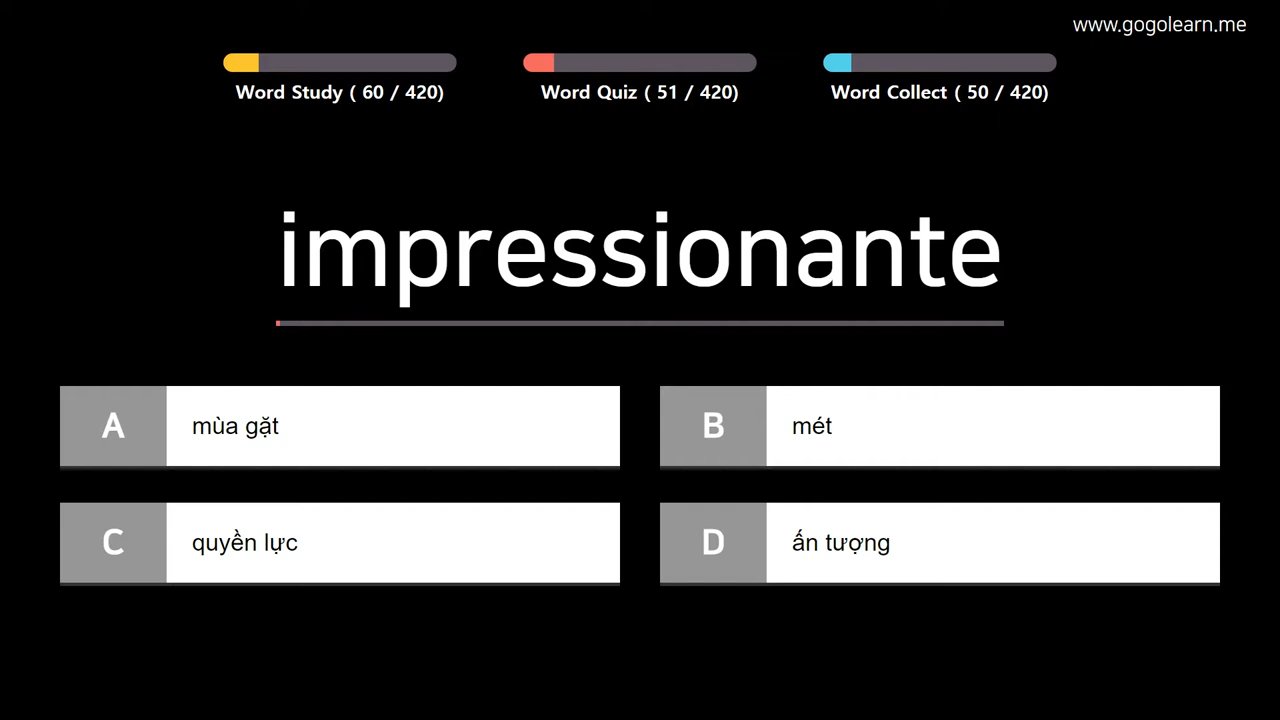 www.gogolearn.me
Word Study ( 60 / 420)
Word Quiz ( 51 / 420)
Word Collect ( 50 / 420)
impressionante
A mùa gặt
B mét
C quyền lực
D ấn tượng